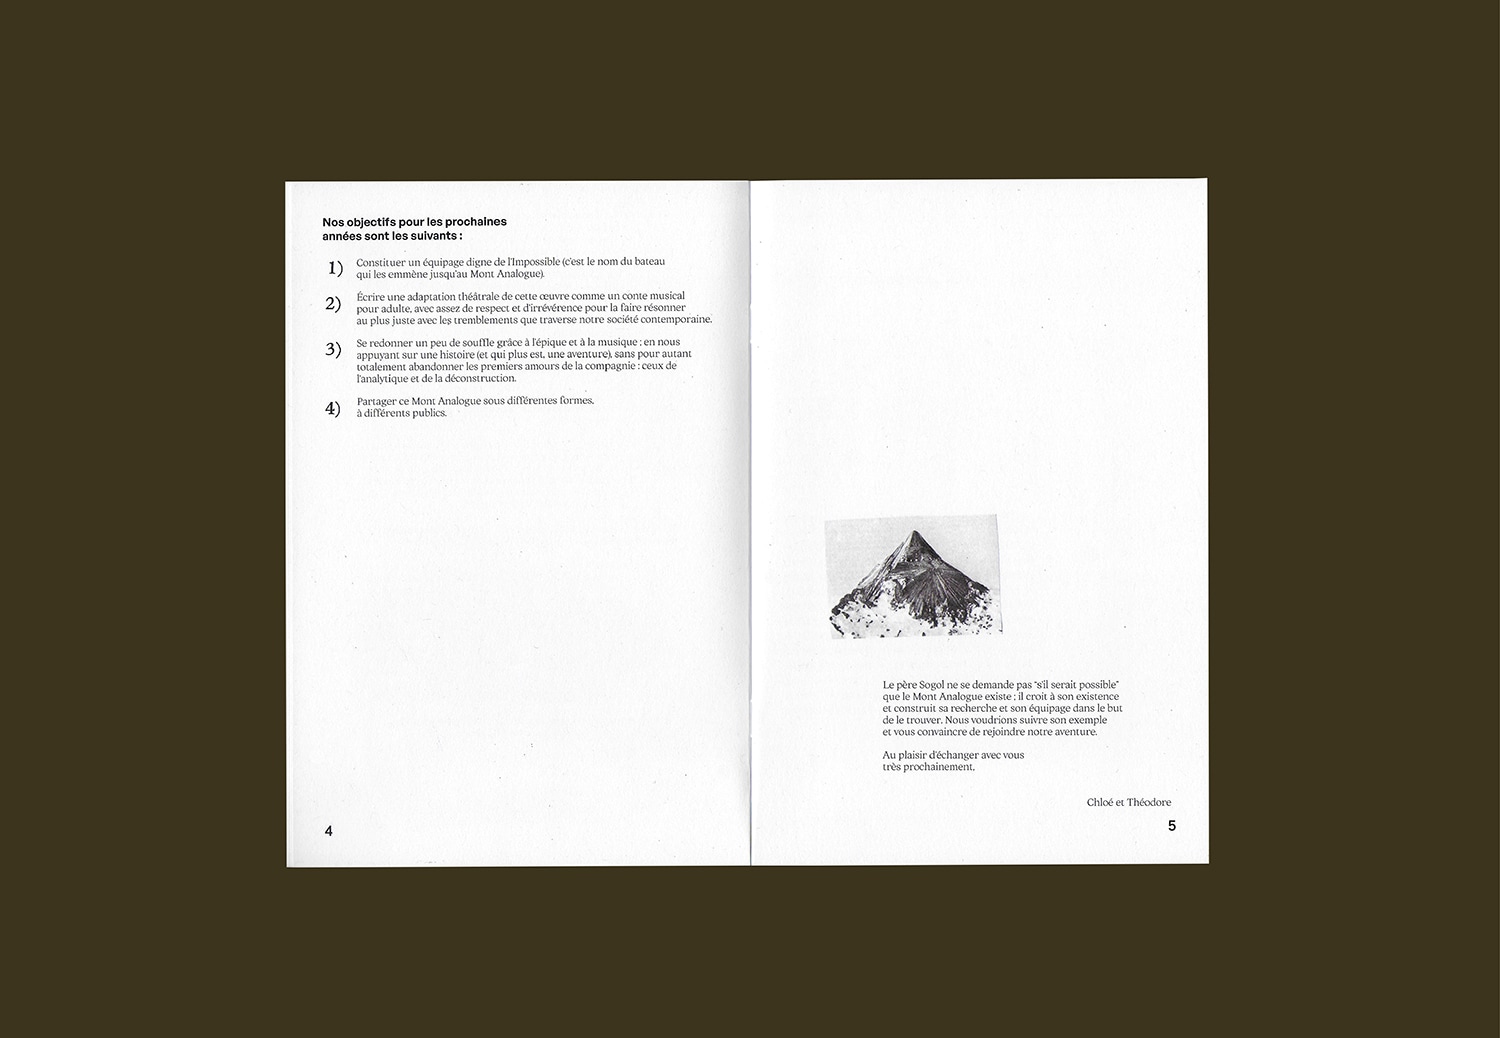 Nos objectifs pour les prochaines
années sont les suivants :
1) Constituer un équipage digne de l'Impossible (c'est le nom du bateau
qui les emmène jusqu'au Mont Analogue).
2) Écrire une adaptation théâtrale de cette œuvre comme un conte musical
pour adulte, avec assez de respect et d'irrévérence pour la faire résonner
au plus juste avec les tremblements que traverse notre société contemporaine.
3) Se redonner un peu de souffle grâce à l'épique et à la musique ; en nous
appuyant sur une histoire (et qui plus est, une aventure), sans pour autant
totalement abandonner les premiers amours de la compagnie : ceux de
l'analytique et de la déconstruction.
4) Partager ce Mont Analogue sous différentes formes,
à différents publics.
4
Le père Sogol ne se demande pas "s'il serait possible"
que le Mont Analogue existe ; il croit à son existence
et construit sa recherche et son équipage dans le but
de le trouver. Nous voudrions suivre son exemple
et vous convaincre de rejoindre notre aventure.
Au plaisir d'échanger avec vous
très prochainement,
Chloé et Théodore
5